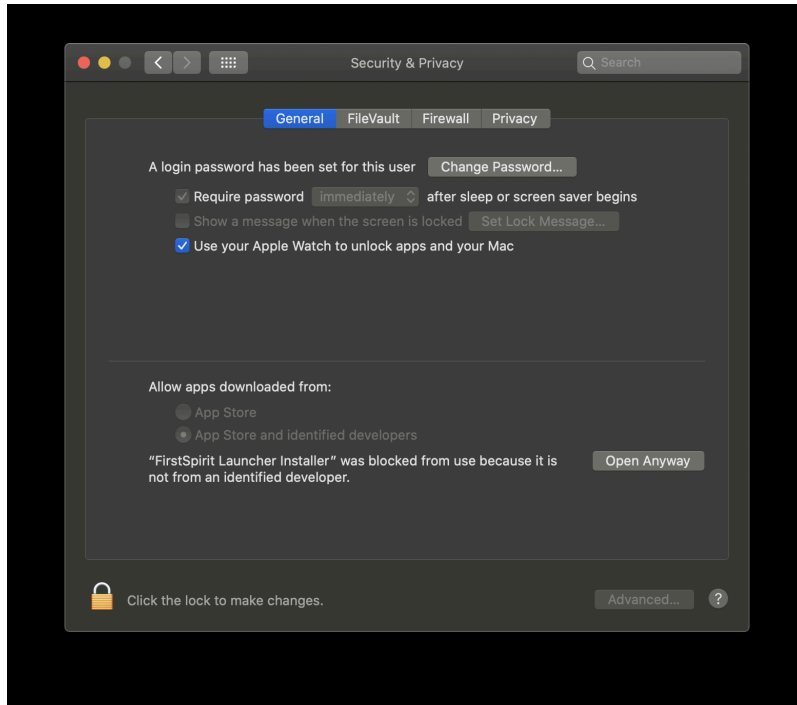 Security & Privacy
Search
General FileVault Firewall Privacy
A login password has been set for this user Change Password...
Require password immediately after sleep or screen saver begins
Show a message when the screen is locked Set Lock Message...
Use your Apple Watch to unlock apps and your Mac
Allow apps downloaded from:
App Store
App Store and identified developers
“FirstSpirit Launcher Installer” was blocked from use because it is Open Anyway
not from an identified developer.
Click the lock to make changes. Advanced... ?